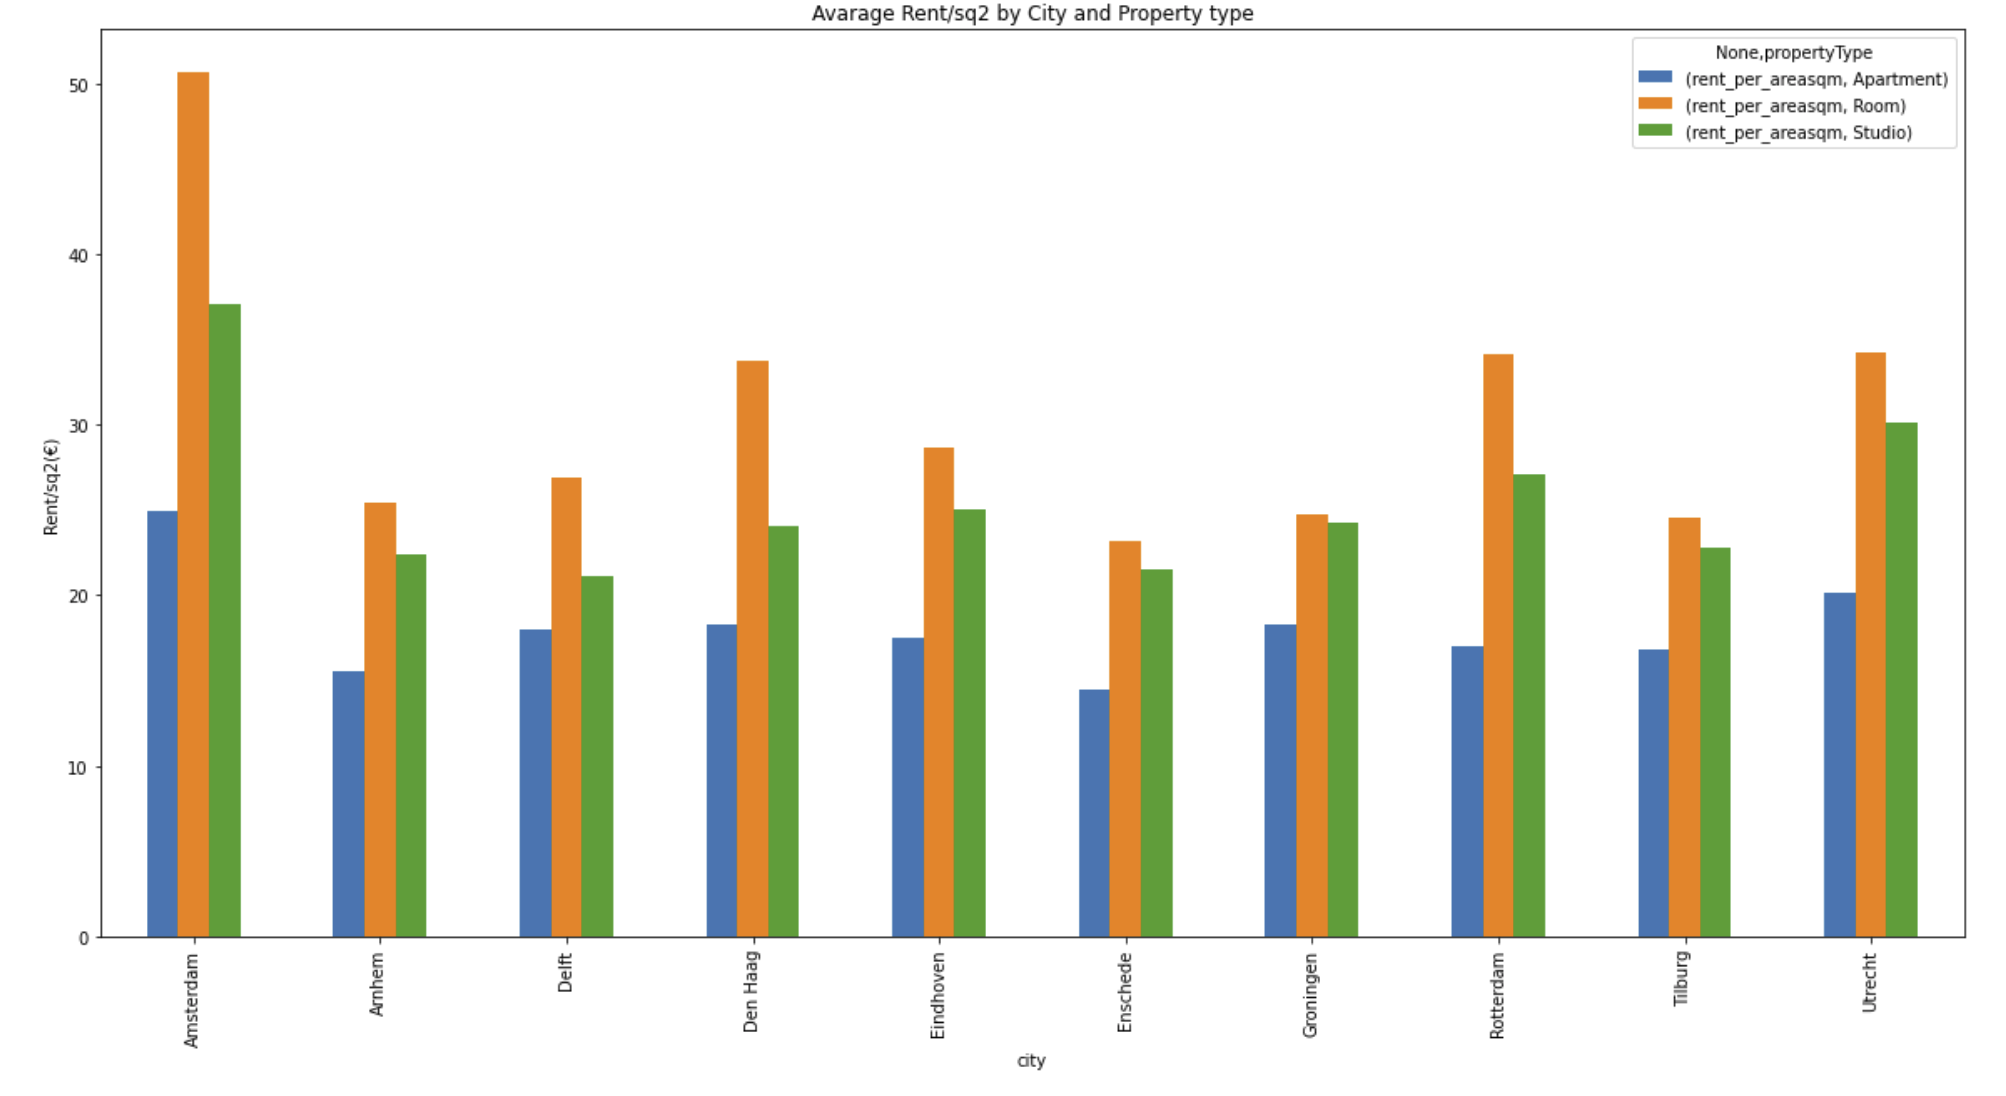 Avarage Rent/sq2 by City and Property type
None,propertyType
(rent_per_areasqm, Apartment)
(rent_per_areasqm, Room)
(rent_per_areasqm, Studio)
Rent/sq2(€)
50
40
30
20
10
0
Amsterdam
Arnhem
Delft
Den Haag
Eindhoven
Enschede
Groningen
Rotterdam
Tilburg
Utrecht
city